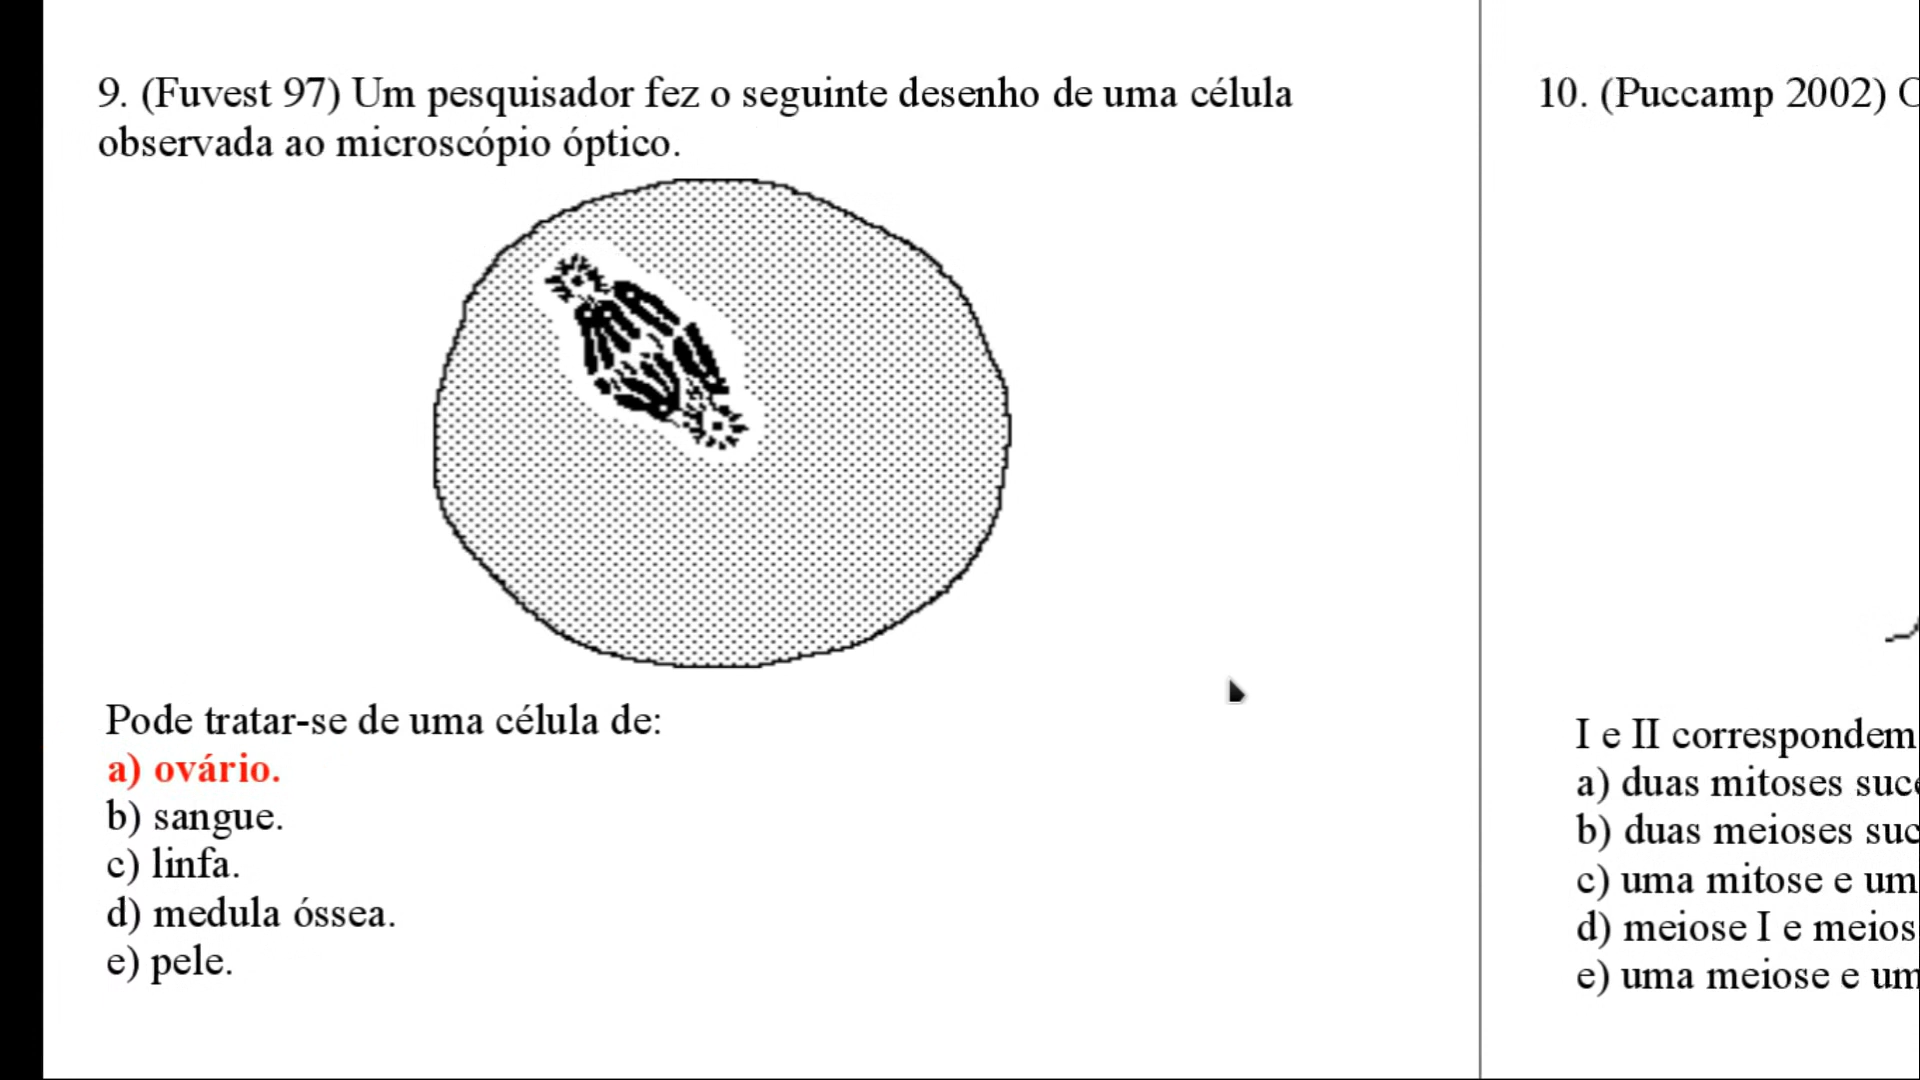 9. (Fuvest 97) Um pesquisador fez o seguinte desenho de uma célula
observada ao microscópio óptico.
Pode tratar-se de uma célula de:
a) ovário.
b) sangue.
c) linfa.
d) medula óssea.
e) pele.
10. (Puccamp 2002)
I e II correspondem
a) duas mitoses
b) duas meioses
c) uma mitose e
d) meiose I e
e) uma meiose e